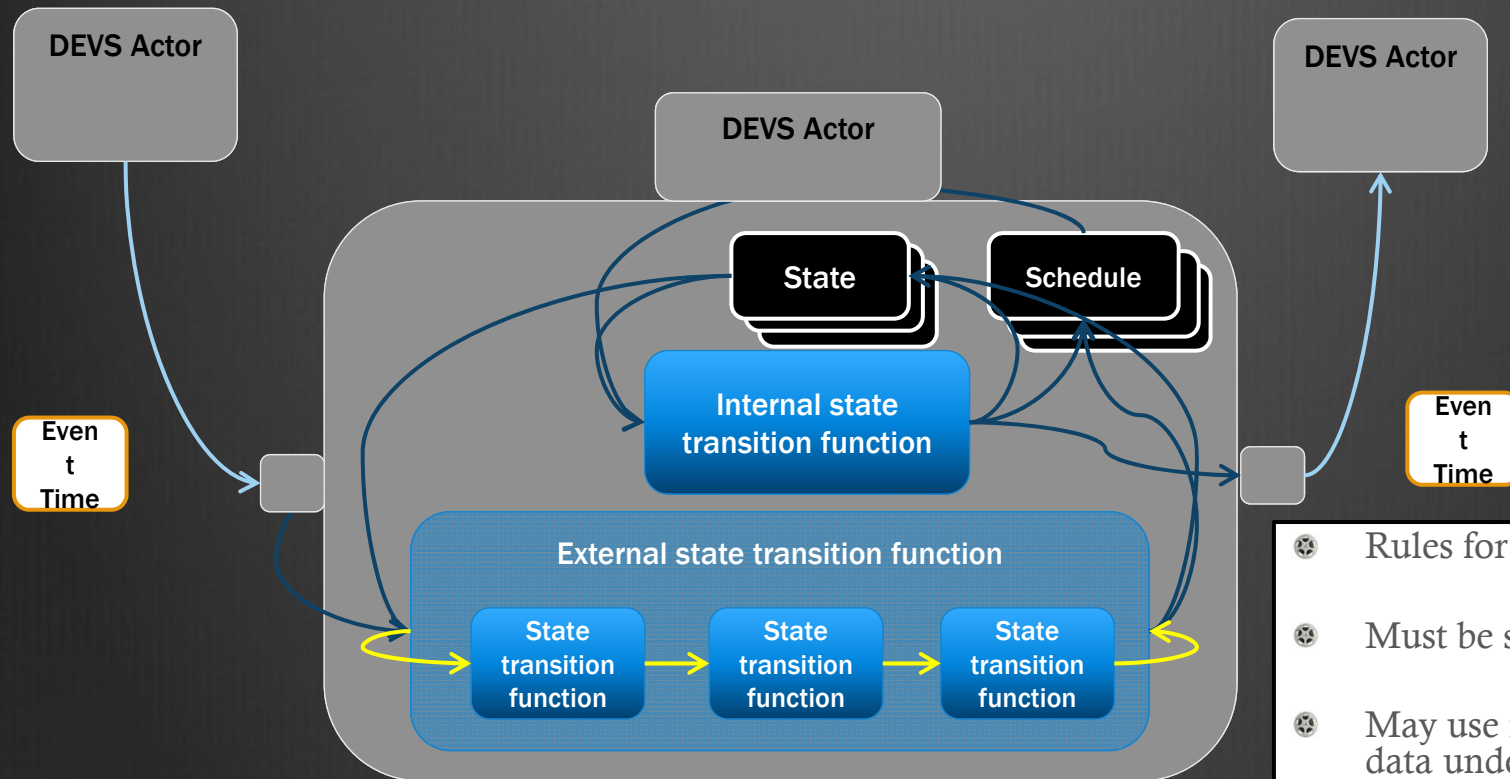 DEVS Actor
DEVS Actor
DEVS Actor
State
Schedule
Internal state
transition function
Even
t
Time
Even
t
Time
External state transition function
State
transition
function
State
transition
function
State
transition
function
Rules for
Must be
May use
data